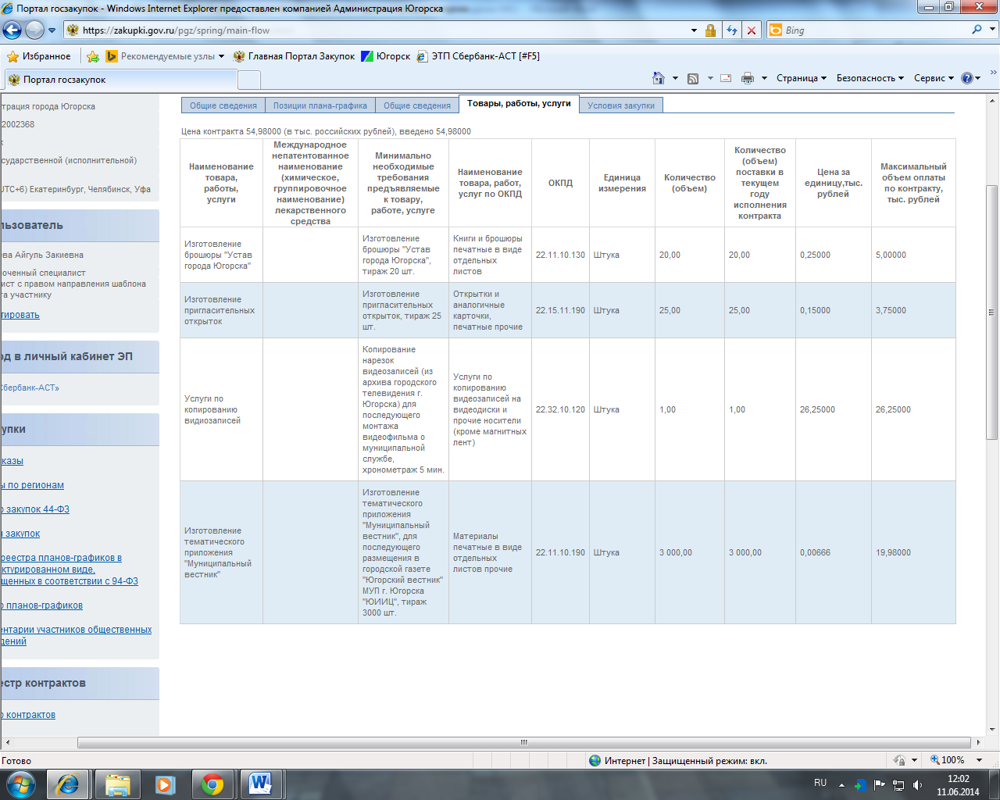 Портал госзакупок - Windows Internet Explorer предоставлен компанией Администрация Югорска
https://zakupki.gov.ru/pgz/spring/main-flow
Bing
Избранное
Рекомендуемые узлы
Главная Портал Закупок
Югорск
ЭТП Сбербанк-АСТ [#F5]
Портал госзакупок
Страница
Безопасность
Сервис
трация города Югорска
2002368
к
сударственной (исполнительной)
UTC+6) Екатеринбург, Челябинск, Уфа
льзователь
ева Айгуль Закиевна
оченный специалист
ист с правом направления шаблона
та участнику
тировать
од в личный кабинет ЭП
Сбербанк-АСТ»
упки
казы
ы по регионам
р закупок 44-ФЗ
и закупок
реестра планов-графиков в
ктурированном виде,
щенных в соответствии с 94-ФЗ
р планов-графиков
ентарии участников общественных
дений
естр контрактов
р контрактов
Общие сведения
Позиции плана-графика
Общие сведения
Товары, работы, услуги
Условия закупки
Цена контракта 54,98000 (в тыс. российских рублей), введено 54,98000
Наименование
товара,
работы,
услуги
Международное
непатентованное
наименование
(химическое,
группировочное
наименование)
лекарственного
средства
Минимально
необходимые
требования
предъявляемые
к товару,
работе, услуге
Наименование
товара, работ,
услуг по ОКПД
ОКПД
Единица
измерения
Количество
(объем)
Количество
(объем)
поставки в
текущем
году
исполнения
контракта
Цена за
единицу,тыс.
рублей
Максимальный
объем оплаты
по контракту,
тыс. рублей
Изготовление
брошюры "Устав
города Югорска"
Изготовление
брошюры "Устав
города Югорска",
тираж 20 шт.
Книги и брошюры
печатные в виде
отдельных
листов
22.11.10.130
Штука
20,00
20,00
0,25000
5,00000
Изготовление
пригласительных
открыток
Изготовление
пригласительных
открыток, тираж 25
шт.
Открытки и
аналогичные
карточки,
печатные прочие
22.15.11.190
Штука
25,00
25,00
0,15000
3,75000
Услуги по
копированию
видиозаписей
Копирование
нарезок
видеозаписей (из
архива городского
телевидения г.
Югорска) для
последующего
монтажа
видеофильма о
муниципальной
службе,
хронометраж 5 мин.
Услуги по
копированию
видеозаписей на
видеодиски и
прочие носители
(кроме магнитных
лент)
22.32.10.120
Штука
1,00
1,00
26,25000
26,25000
Изготовление
тематического
приложения
"Муниципальный
вестник"
Изготовление
тематического
приложения
"Муниципальный
вестник", для
последующего
размещения в
городской газете
"Югорский вестник"
МУП г. Югорска
"ЮИИЦ", тираж
3000 шт.
Материалы
печатные в виде
отдельных
листов прочие
22.11.10.190
Штука
3 000,00
3 000,00
0,00666
19,98000
Готово
Интернет | Защищенный режим: вкл.
100%
RU
12:02
11.06.2014